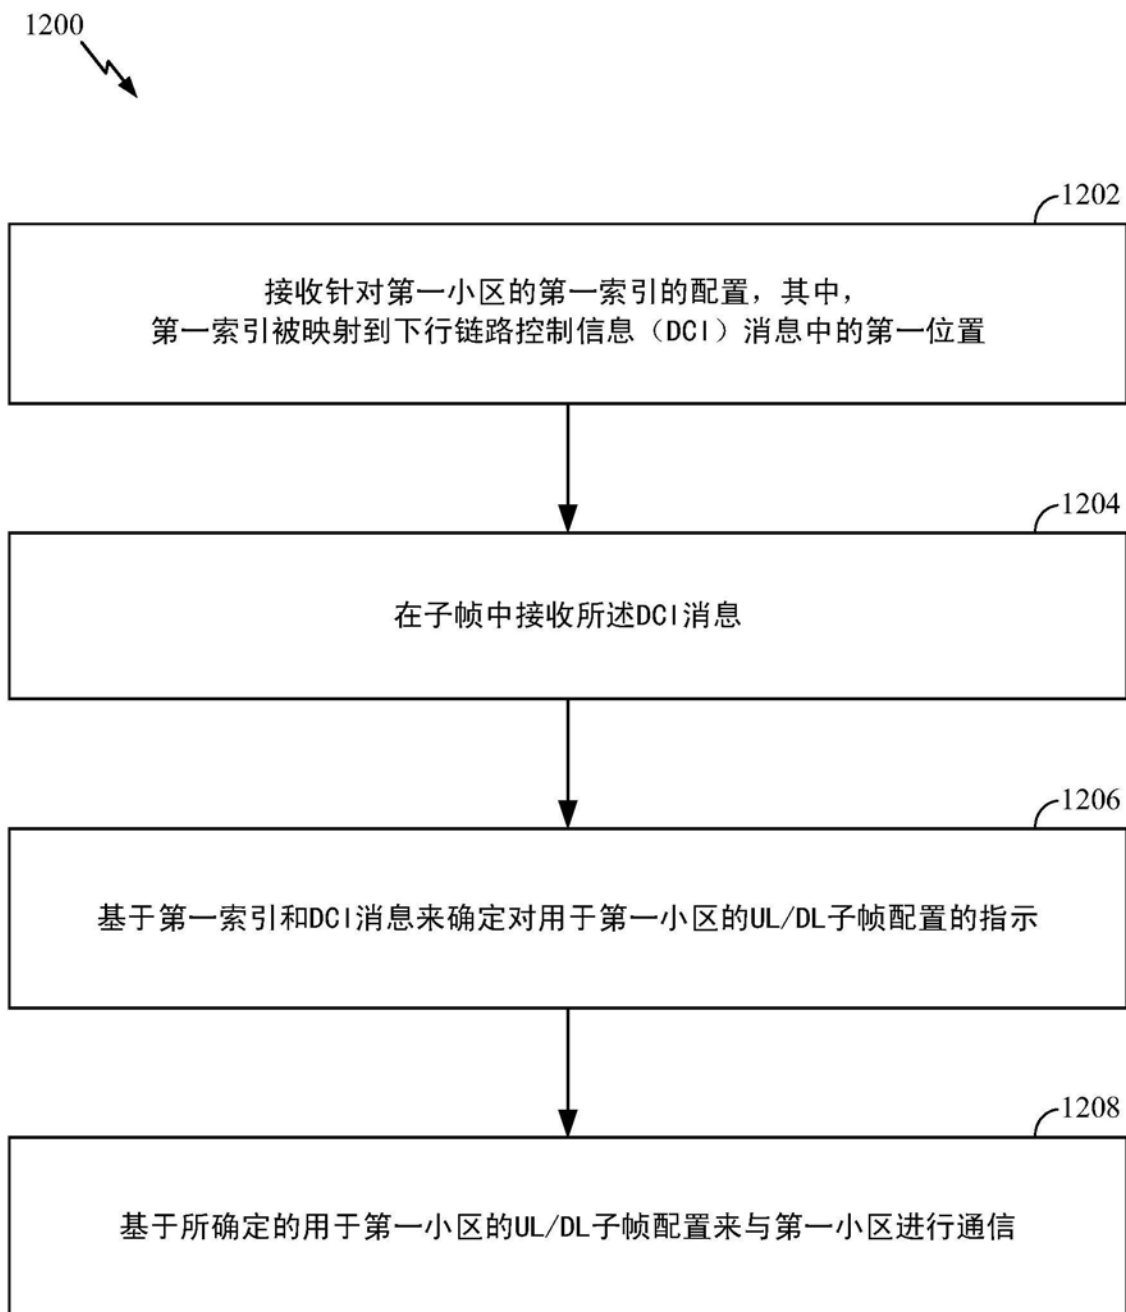 1200
1202
接收针对第一小区的第一索引的配置，其中，
第一索引被映射到下行链路控制信息（DCI）消息中的第一位置
1204
在子帧中接收所述DCI消息
1206
基于第一索引和DCI消息来确定对用于第一小区的UL/DL子帧配置的指示
1208
基于所确定的用于第一小区的UL/DL子帧配置来与第一小区进行通信